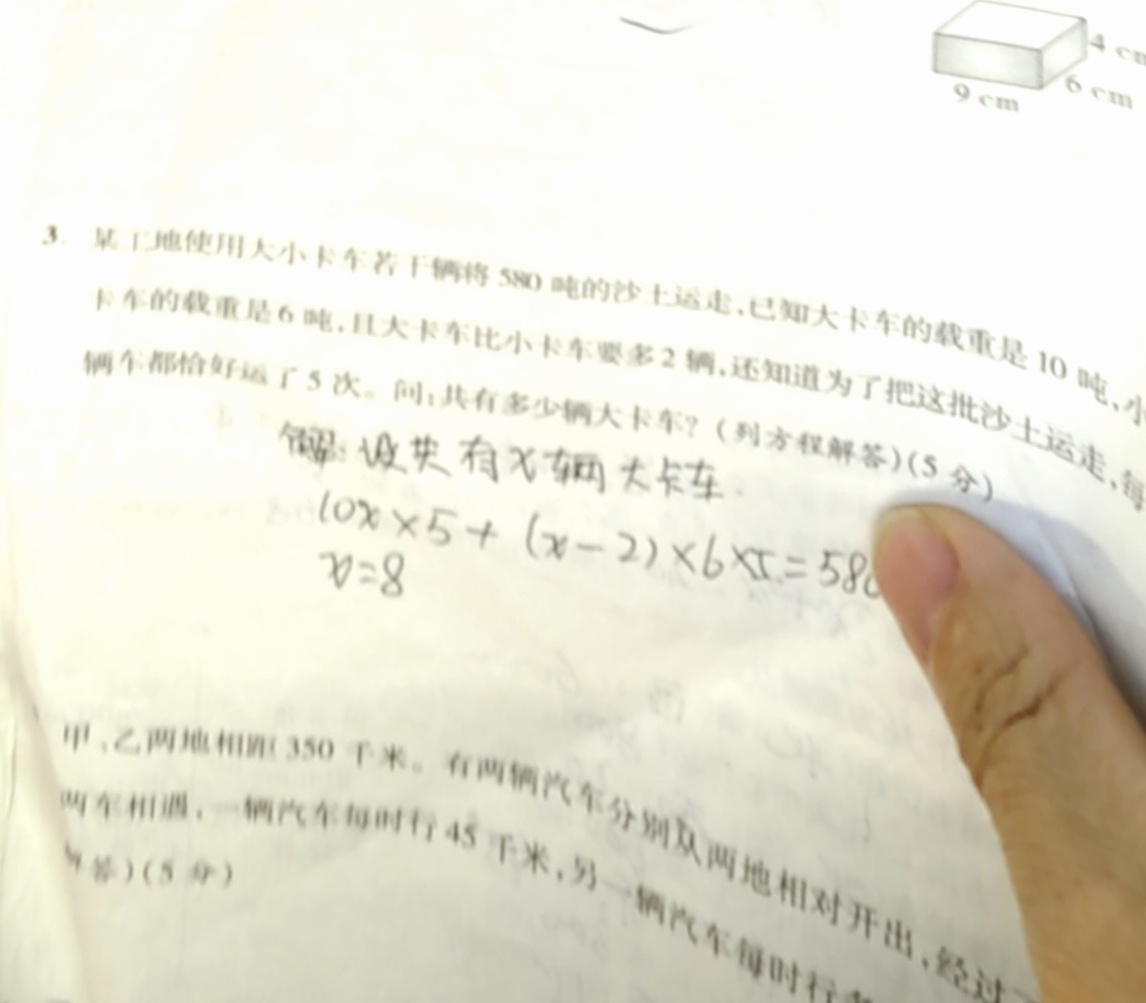 4 cm
6 cm
9 cm
3. 某工地使用大小卡车若干辆将 580 吨的沙土运走,已知大卡车的载重是 10 吨,小
卡车的载重是 6 吨,且大卡车比小卡车要多 2 辆,还知道为了把这批沙土运走,每
辆车都恰好运了 5 次。问:共有多少辆大卡车?(列方程解答)(5 分)
解:设共有x辆大卡车.
10x×5+(x-2)×6×5=580
x=8
甲、乙两地相距 350 千米。有两辆汽车分别从两地相对开出,经过
两车相遇,一辆汽车每时行 45 千米,另一辆汽车每时行
答)(5 分)